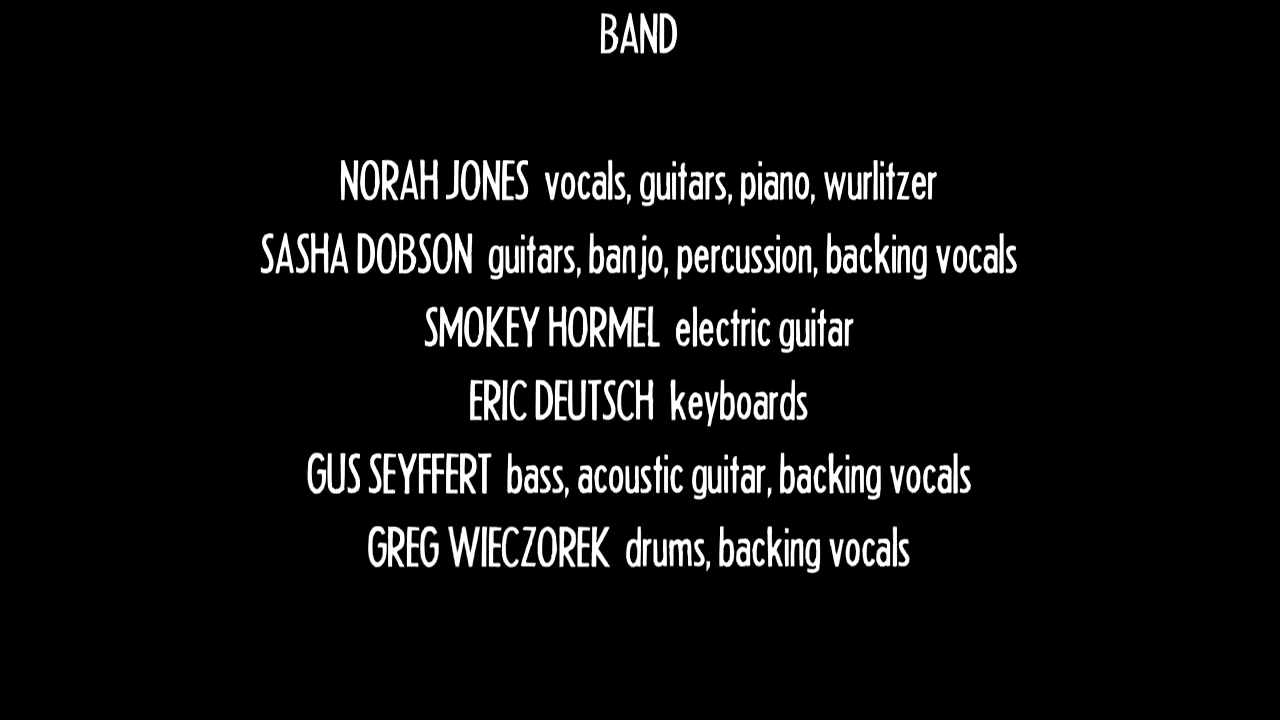 BAND
NORAH JONES vocals, guitars, piano, wurlitzer
SASHA DOBSON guitars, banjo, percussion, backing vocals
SMOKEY HORMEL electric guitar
ERIC DEUTSCH keyboards
GUS SEYFFERT bass, acoustic guitar, backing vocals
GREG WIECZOREK drums, backing vocals